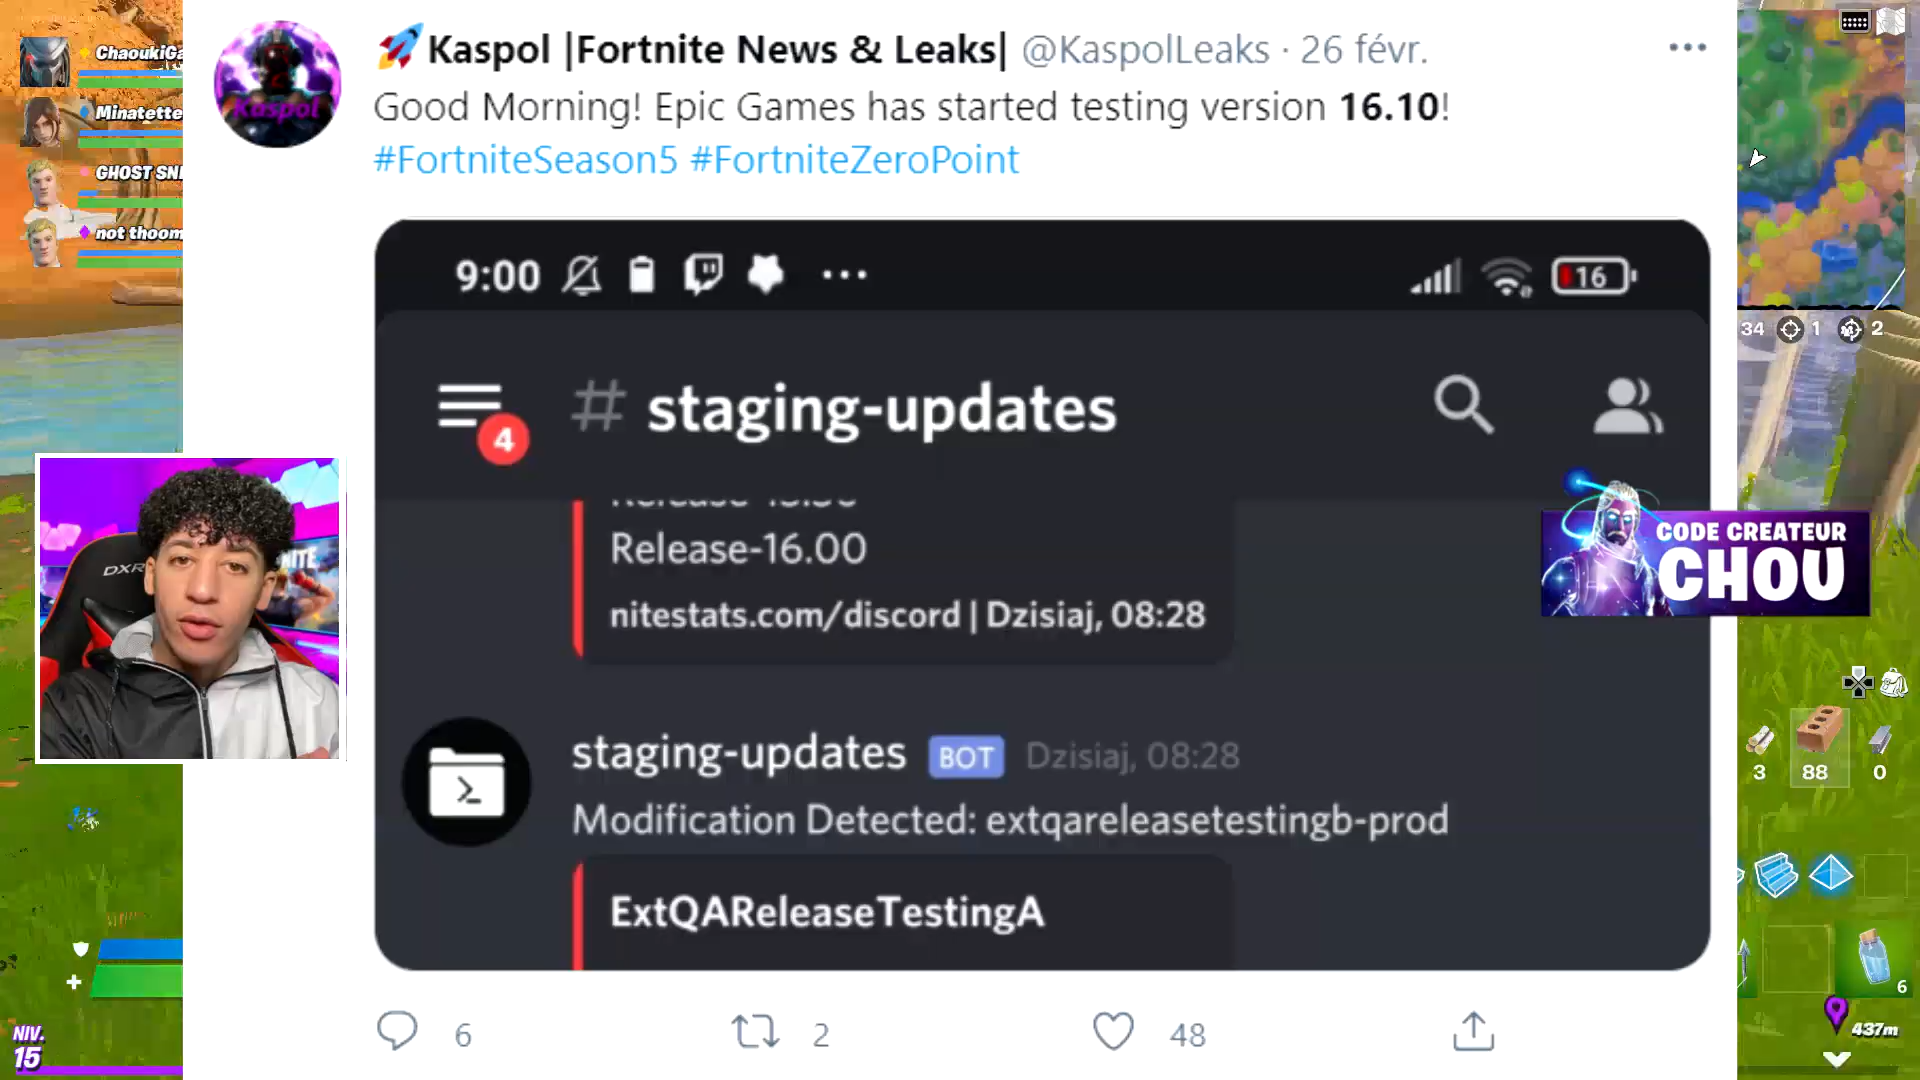 Kaspol |Fortnite News & Leaks| @KaspolLeaks · 26 févr.
Good Morning! Epic Games has started testing version 16.10!
#FortniteSeason5 #FortniteZeroPoint
Kaspol
9:00
16
4
# staging-updates
Release-16.00
nitestats.com/discord | Dzisiaj, 08:28
staging-updates BOT Dzisiaj, 08:28
Modification Detected: extqareleasetestingb-prod
ExtQAReleaseTestingA
6
2
48
Minatette
GHOST
not thoom
DXR
NITE
CODE CREATEUR
CHOU
34 1 2
3 88 0
6
437m
NIV.
15